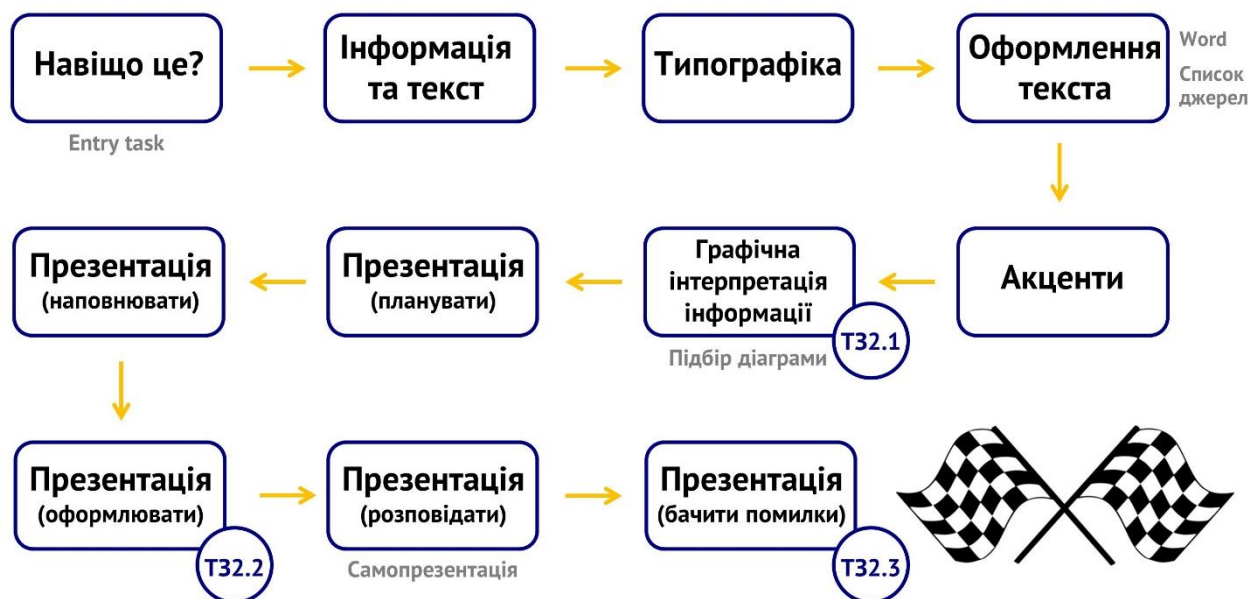 Навіщо це?
Entry task
Інформація
та текст
Типографіка
Оформлення
текста
Word
Список
джерел
Акценти
Графічна
інтерпретація
інформації
ТЗ2.1
Підбір діаграми
Презентація
(планувати)
Презентація
(наповнювати)
Презентація
(оформлювати)
ТЗ2.2
Презентація
(розповідати)
Самопрезентація
Презентація
(бачити помилки)
ТЗ2.3